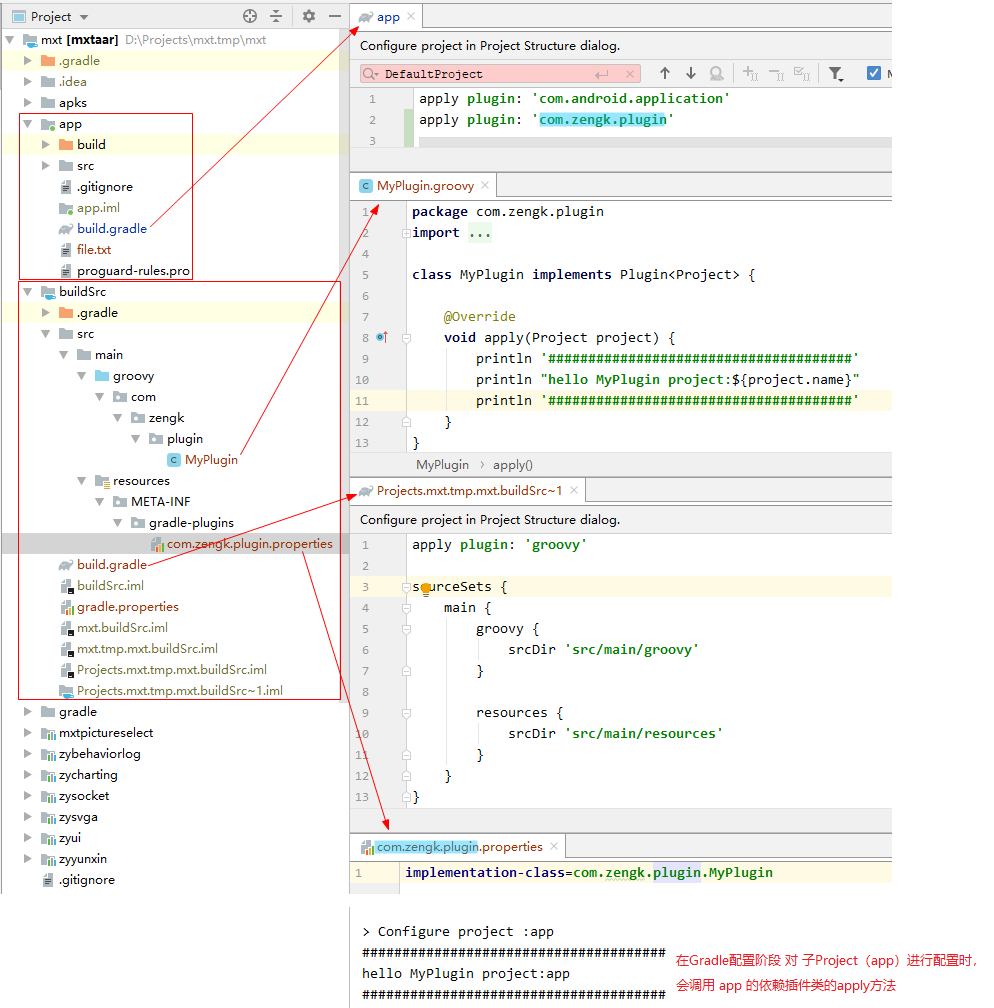 Project
mxt [mxtaar] D:\Projects\mxt.tmp\mxt
.gradle
.idea
apks
app
build
src
.gitignore
app.iml
build.gradle
file.txt
proguard-rules.pro
buildSrc
.gradle
src
main
groovy
com
zengk
plugin
MyPlugin
resources
META-INF
gradle-plugins
com.zengk.plugin.properties
build.gradle
buildSrc.iml
gradle.properties
mxt.buildSrc.iml
mxt.tmp.mxt.buildSrc.iml
Projects.mxt.tmp.mxt.buildSrc.iml
Projects.mxt.tmp.mxt.buildSrc~1.iml
gradle
mxtpictureselect
zybehaviorlog
zycharting
zysocket
zysvga
zyui
zyyunxin
.gitignore
app
Configure project in Project Structure dialog.
DefaultProject
1 apply plugin: 'com.android.application'
2 apply plugin: 'com.zengk.plugin'
3
MyPlugin.groovy
1 package com.zengk.plugin
2 import ...
4
5 class MyPlugin implements Plugin<Project> {
6
7 @Override
8 void apply(Project project) {
9 println '######################################'
10 println "hello MyPlugin project:${project.name}"
11 println '######################################'
12 }
13 }
MyPlugin › apply()
Projects.mxt.tmp.mxt.buildSrc~1
Configure project in Project Structure dialog.
1 apply plugin: 'groovy'
2
3 sourceSets {
4 main {
5 groovy {
6 srcDir 'src/main/groovy'
7 }
8
9 resources {
10 srcDir 'src/main/resources'
11 }
12 }
13 }
com.zengk.plugin.properties
1 implementation-class=com.zengk.plugin.MyPlugin
> Configure project :app
######################################
hello MyPlugin project:app
######################################
在Gradle配置阶段 对 子Project（app）进行配置时，
会调用 app 的依赖插件类的apply方法